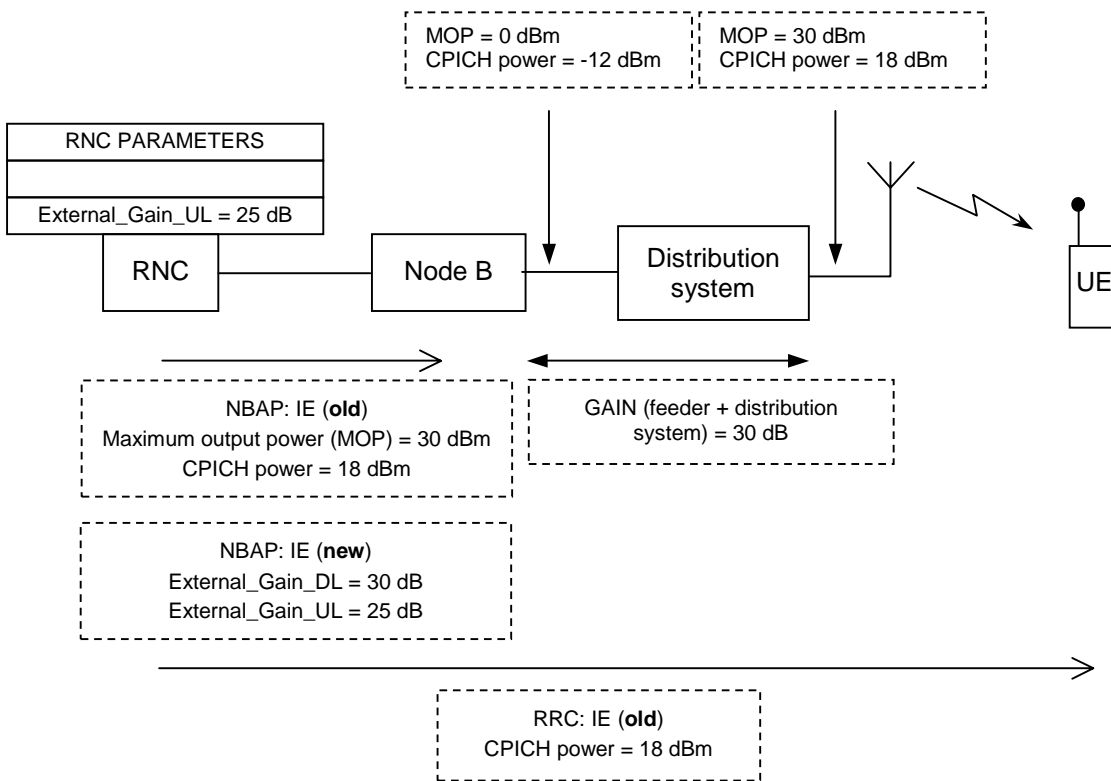 MOP = 0 dBm
CPICH power = -12 dBm
MOP = 30 dBm
CPICH power = 18 dBm
RNC PARAMETERS
External_Gain_UL = 25 dB
RNC
Node B
Distribution
system
UE
NBAP: IE (old)
Maximum output power (MOP) = 30 dBm
CPICH power = 18 dBm
GAIN (feeder + distribution
system) = 30 dB
NBAP: IE (new)
External_Gain_DL = 30 dB
External_Gain_UL = 25 dB
RRC: IE (old)
CPICH power = 18 dBm